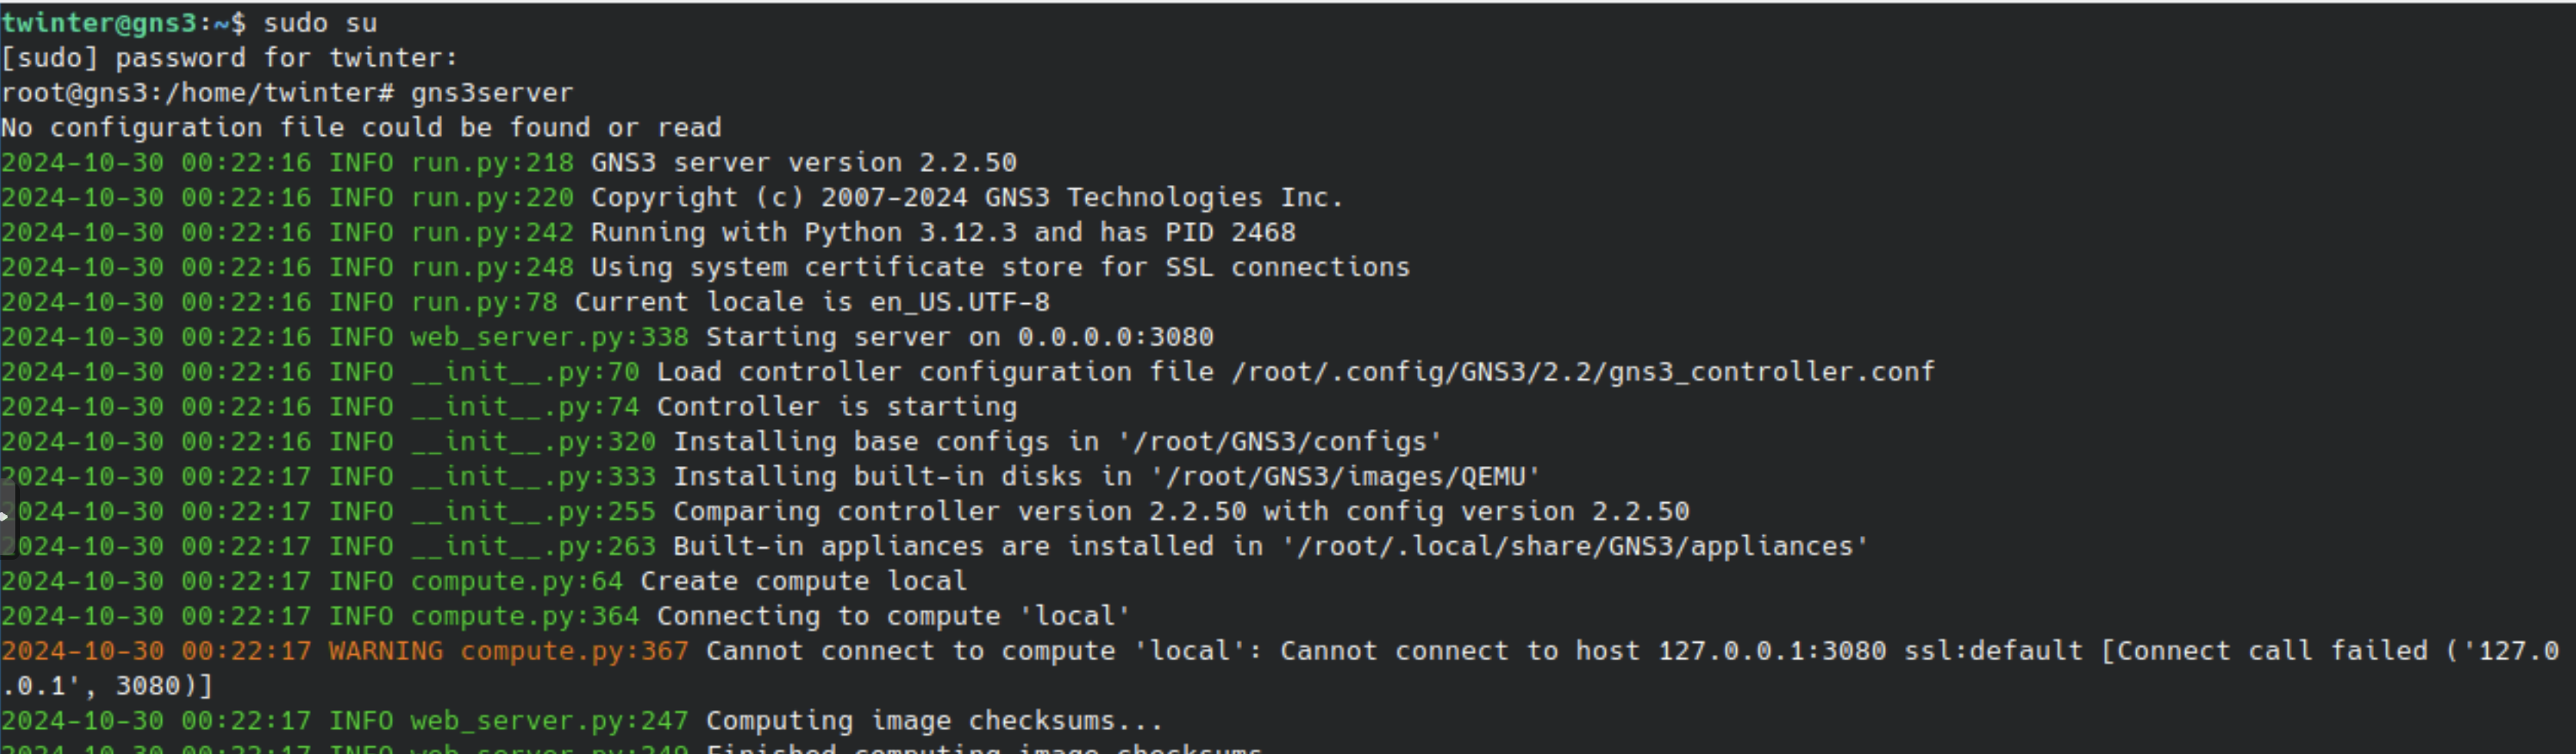 twinter@gns3:~$ sudo su
[sudo] password for twinter:
root@gns3:/home/twinter# gns3server
No configuration file could be found or read
2024-10-30 00:22:16 INFO run.py:218 GNS3 server version 2.2.50
2024-10-30 00:22:16 INFO run.py:220 Copyright (c) 2007-2024 GNS3 Technologies Inc.
2024-10-30 00:22:16 INFO run.py:242 Running with Python 3.12.3 and has PID 2468
2024-10-30 00:22:16 INFO run.py:248 Using system certificate store for SSL connections
2024-10-30 00:22:16 INFO run.py:78 Current locale is en_US.UTF-8
2024-10-30 00:22:16 INFO web_server.py:338 Starting server on 0.0.0.0:3080
2024-10-30 00:22:16 INFO __init__.py:70 Load controller configuration file /root/.config/GNS3/2.2/gns3_controller.conf
2024-10-30 00:22:16 INFO __init__.py:74 Controller is starting
2024-10-30 00:22:16 INFO __init__.py:320 Installing base configs in '/root/GNS3/configs'
2024-10-30 00:22:17 INFO __init__.py:333 Installing built-in disks in '/root/GNS3/images/QEMU'
2024-10-30 00:22:17 INFO __init__.py:255 Comparing controller version 2.2.50 with config version 2.2.50
2024-10-30 00:22:17 INFO __init__.py:263 Built-in appliances are installed in '/root/.local/share/GNS3/appliances'
2024-10-30 00:22:17 INFO compute.py:64 Create compute local
2024-10-30 00:22:17 INFO compute.py:364 Connecting to compute 'local'
2024-10-30 00:22:17 WARNING compute.py:367 Cannot connect to compute 'local': Cannot connect to host 127.0.0.1:3080 ssl:default [Connect call failed ('127.0
.0.1', 3080)]
2024-10-30 00:22:17 INFO web_server.py:247 Computing image checksums...
2024-10-30 00:22:17 INFO web_server.py:249 Finished computing image checksums